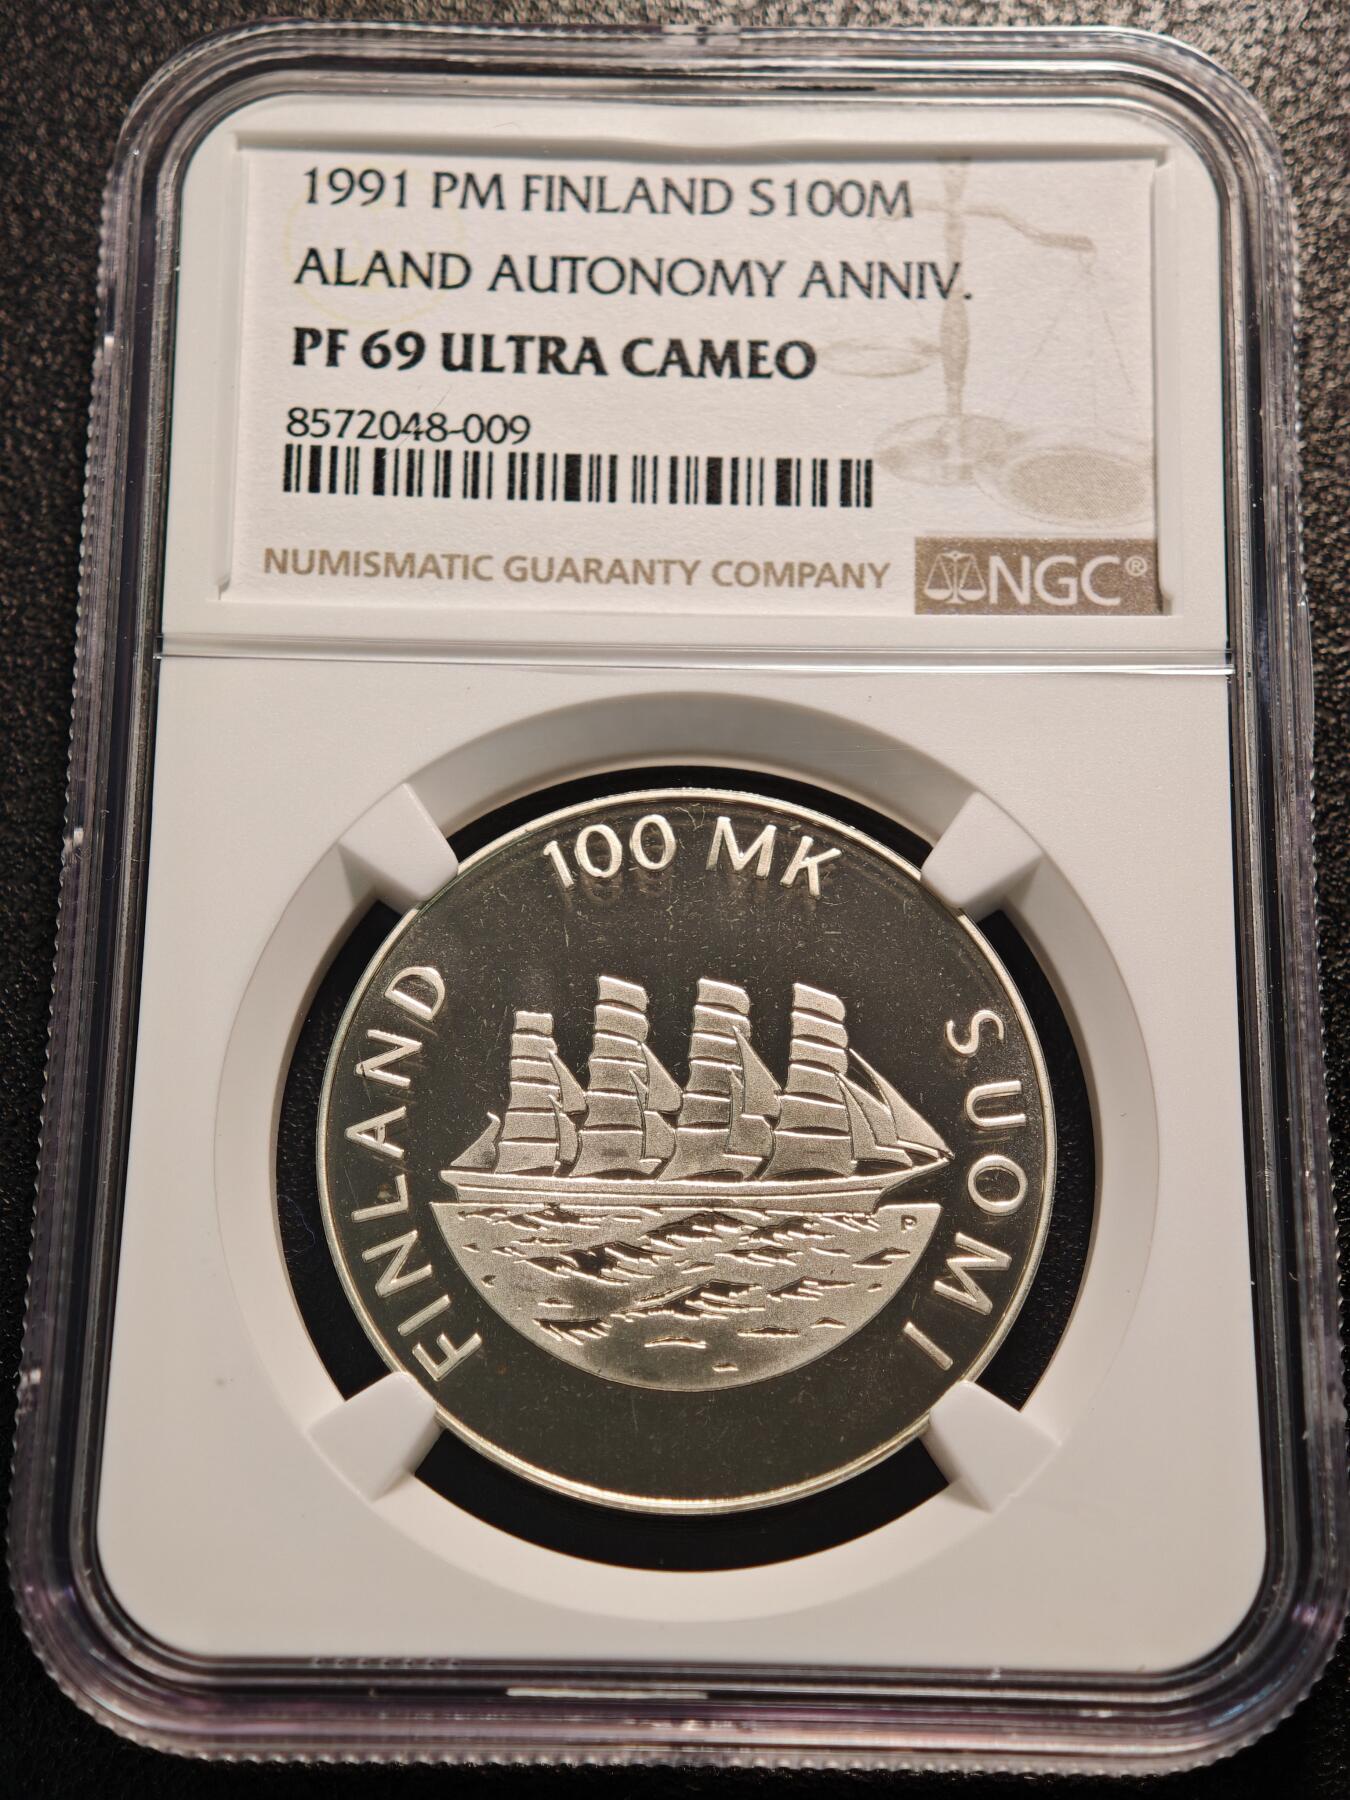 1991 PM FINLAND S100M
ALAND AUTONOMY ANNIV.
PF 69 ULTRA CAMEO
8572048-009
NUMISMATIC GUARANTY COMPANY
NGC®
100 MK
FINLAND
SUOMI
P